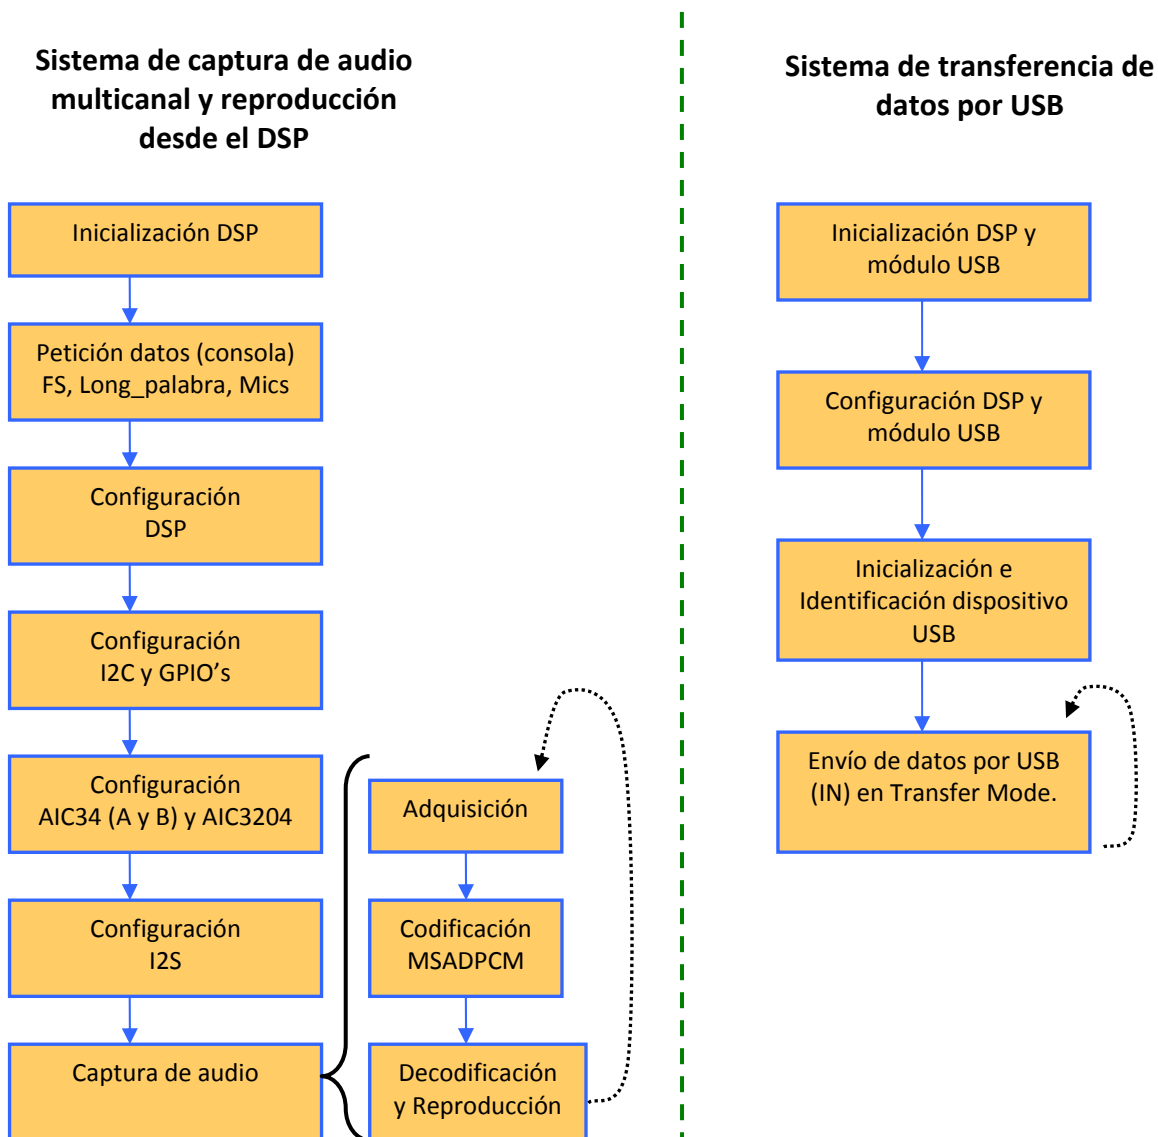 Sistema de captura de audio
multicanal y reproducción
desde el DSP
Inicialización DSP
Petición datos (consola)
FS, Long_palabra, Mics
Configuración
DSP
Configuración
I2C y GPIO’s
Configuración
AIC34 (A y B) y AIC3204
Configuración
I2S
Captura de audio
Adquisición
Codificación
MSADPCM
Decodificación
y Reproducción
Sistema de transferencia de
datos por USB
Inicialización DSP y
módulo USB
Configuración DSP y
módulo USB
Inicialización e
Identificación dispositivo
USB
Envío de datos por USB
(IN) en Transfer Mode.